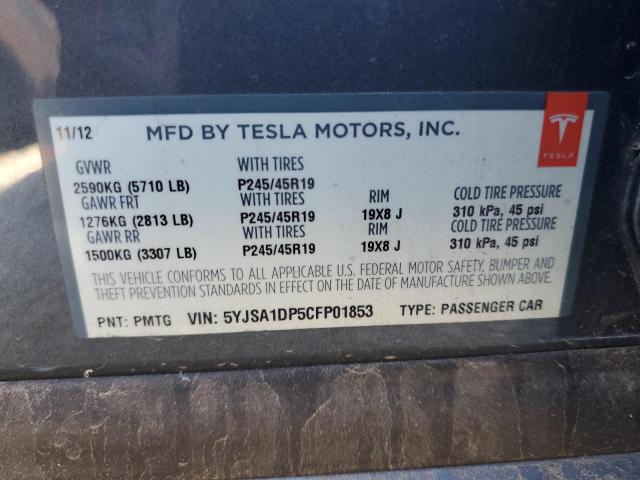 11/12 MFD BY TESLA MOTORS, INC.
TESLA
GVWR WITH TIRES
2590KG (5710 LB) P245/45R19
GAWR FRT WITH TIRES RIM COLD TIRE PRESSURE
1276KG (2813 LB) P245/45R19 19X8 J 310 kPa, 45 psi
GAWR RR WITH TIRES RIM COLD TIRE PRESSURE
1500KG (3307 LB) P245/45R19 19X8 J 310 kPa, 45 psi
THIS VEHICLE CONFORMS TO ALL APPLICABLE U.S. FEDERAL MOTOR SAFETY, BUMPER AND
THEFT PREVENTION STANDARDS IN EFFECT ON THE DATE OF MANUFACTURE SHOWN ABOVE.
PNT: PMTG VIN: 5YJSA1DP5CFP01853 TYPE: PASSENGER CAR